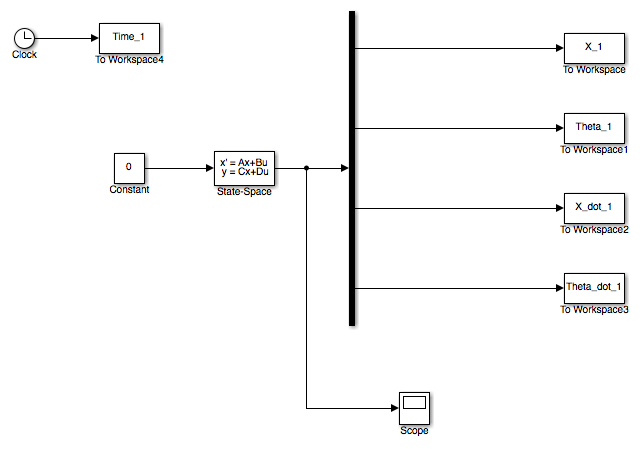 Time_1
Clock
To Workspace4
X_1
To Workspace
Theta_1
To Workspace1
0
Constant
x' = Ax+Bu
y = Cx+Du
State-Space
X_dot_1
To Workspace2
Theta_dot_1
To Workspace3
Scope